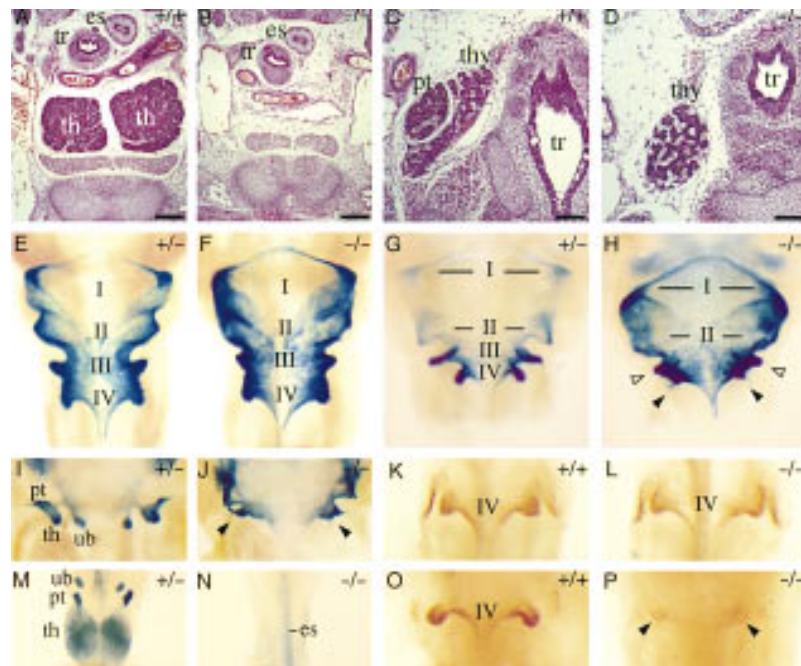 A es +/+
tr
th th
B es -/-
tr
C +/+
thy
pt
tr
D -/-
thy
tr
E +/-
I
II
III
IV
F -/-
I
II
III
IV
G +/-
I
II
III
IV
H -/-
I
II
I +/-
pt
th ub
J -/-
K +/+
IV
L -/-
IV
M +/-
ub
pt
th
N -/-
es
O +/+
IV
P -/-